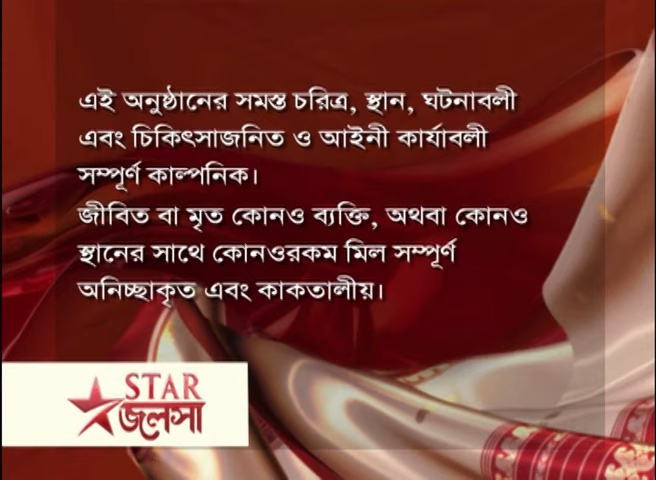 এই অনুষ্ঠানের সমস্ত চরিত্র, স্থান, ঘটনাবলী
এবং চিকিৎসাজনিত ও আইনী কার্যাবলী
সম্পূর্ণ কাল্পনিক।
জীবিত বা মৃত কোনও ব্যক্তি, অথবা কোনও
স্থানের সাথে কোনওরকম মিল সম্পূর্ণ
অনিচ্ছাকৃত এবং কাকতালীয়।
STAR
জলসা